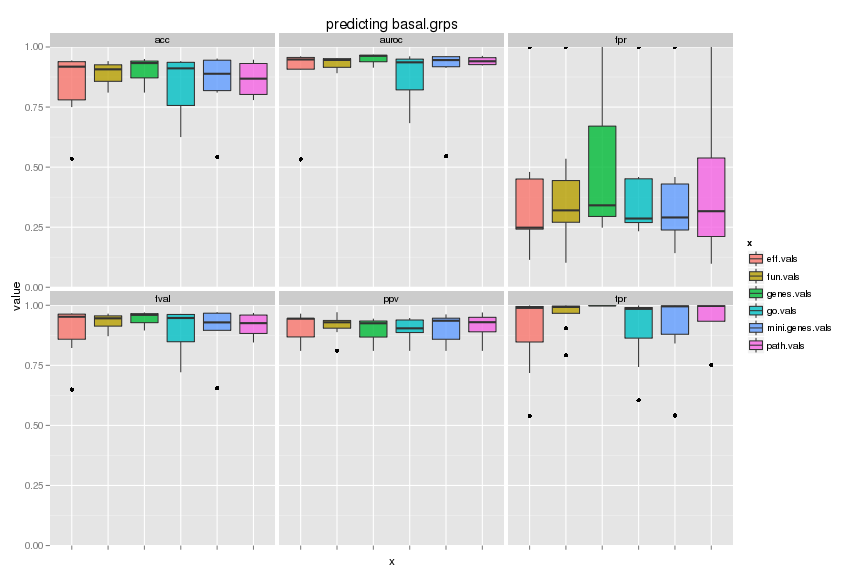 predicting basal.grps
acc
auroc
fpr
1.00
0.75
0.50
0.25
0.00
fval
ppv
tpr
1.00
0.75
0.50
0.25
0.00
value
x
x
eff.vals
fun.vals
genes.vals
go.vals
mini.genes.vals
path.vals